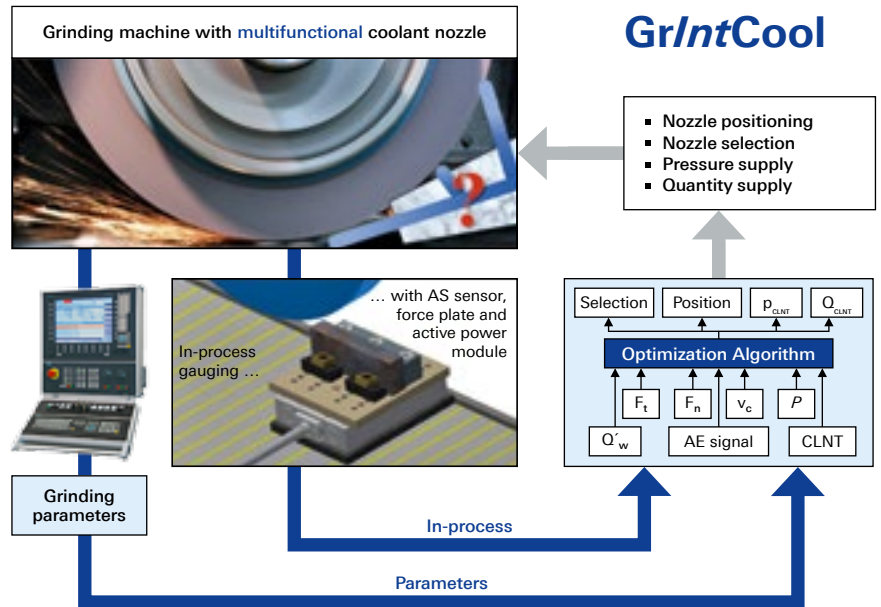 Grinding machine with multifunctional coolant nozzle
GrIntCool
▪ Nozzle positioning
▪ Nozzle selection
▪ Pressure supply
▪ Quantity supply
?
In-process
gauging …
… with AS sensor,
force plate and
active power
module
Selection
Position
pCLNT
QCLNT
Optimization Algorithm
Ft
Fn
vc
P
Q´w
AE signal
CLNT
Grinding
parameters
In-process
Parameters